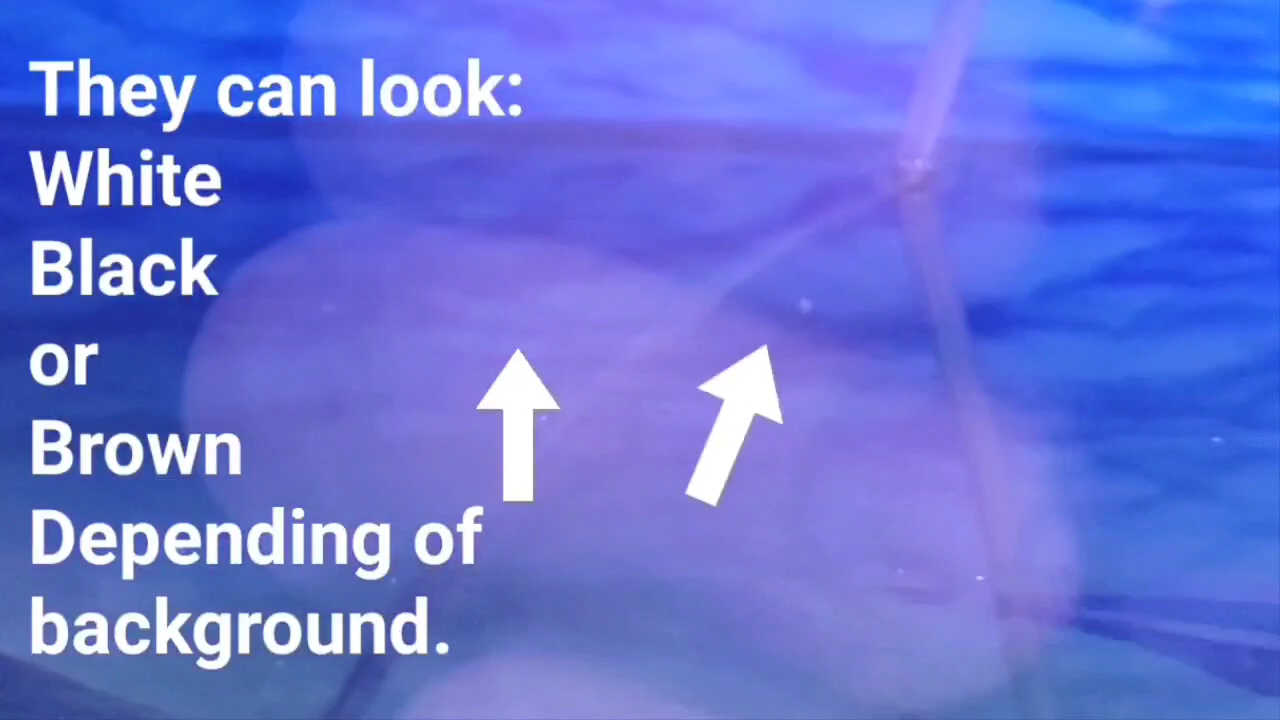 They can look:
White
Black
or
Brown
Depending of
background.